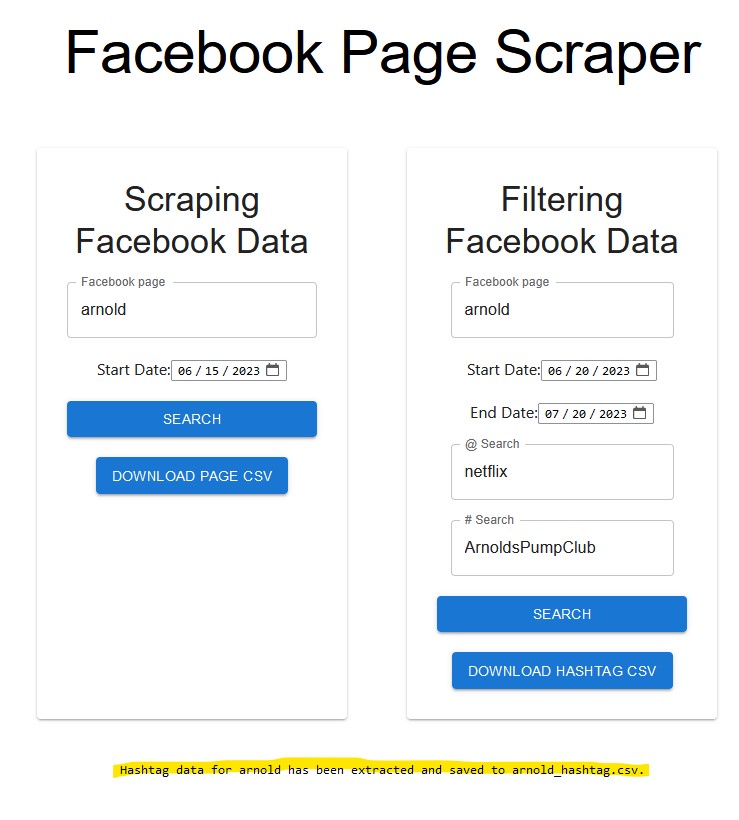 Facebook Page Scraper
Scraping
Facebook Data
Facebook page
arnold
Start Date: 06 / 15 / 2023
SEARCH
DOWNLOAD PAGE CSV
Filtering
Facebook Data
Facebook page
arnold
Start Date: 06 / 20 / 2023
End Date: 07 / 20 / 2023
@ Search
netflix
# Search
ArnoldsPumpClub
SEARCH
DOWNLOAD HASHTAG CSV
Hashtag data for arnold has been extracted and saved to arnold_hashtag.csv.